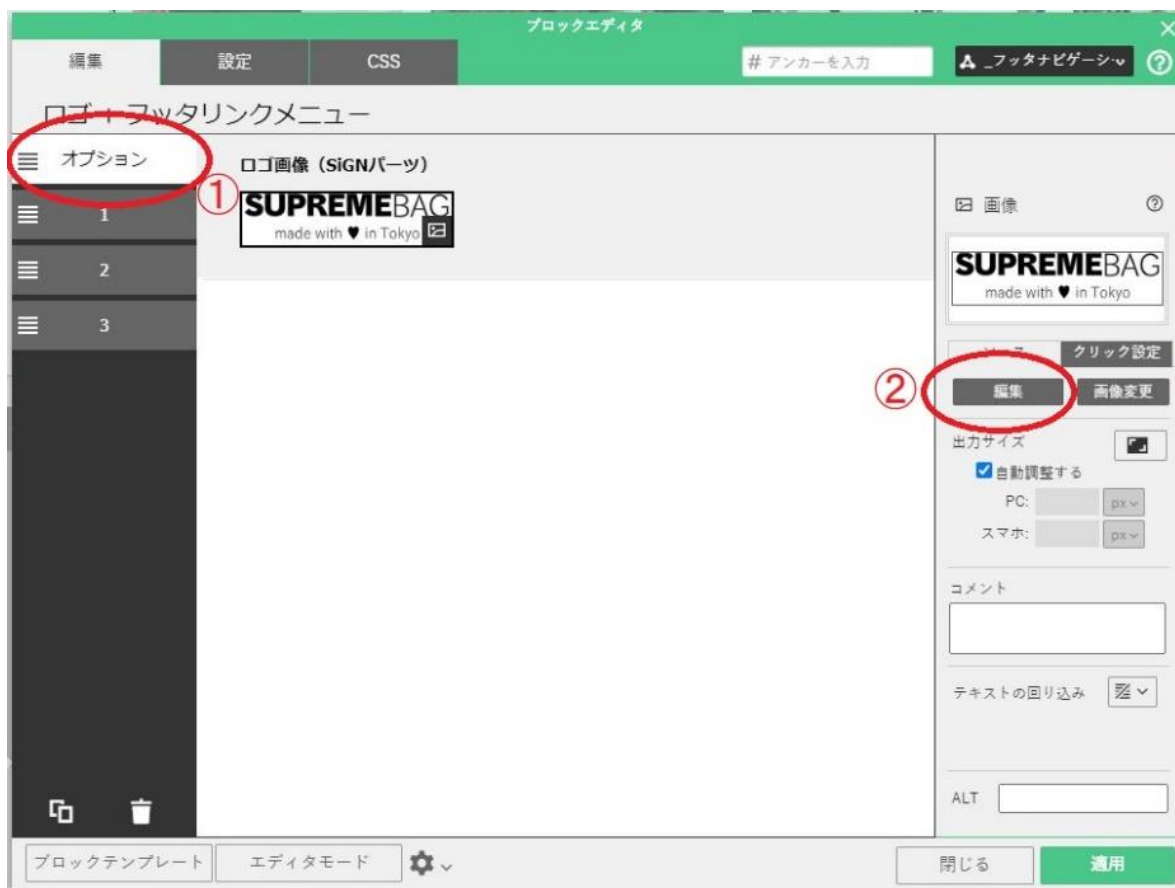 ブロックエディタ
編集 設定 CSS # アンカーを入力 _フッタナビゲーシ
ロゴ + フッタリンクメニュー
オプション
①
1
2
3
ロゴ画像（SiGNパーツ）
SUPREMEBAG
made with ♥ in Tokyo
画像
SUPREMEBAG
made with ♥ in Tokyo
クリック設定
②
編集 画像変更
出力サイズ
自動調整する
PC: px
スマホ: px
コメント
テキストの回り込み
ALT
ブロックテンプレート エディタモード 閉じる 適用